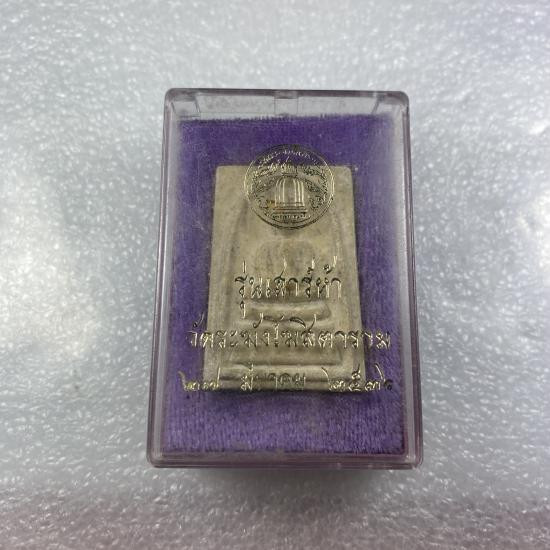 รุ่นเสาร์ห้า
วัดระฆังโฆสิตาราม
๒๗ มีนาคม ๒๕๓๖